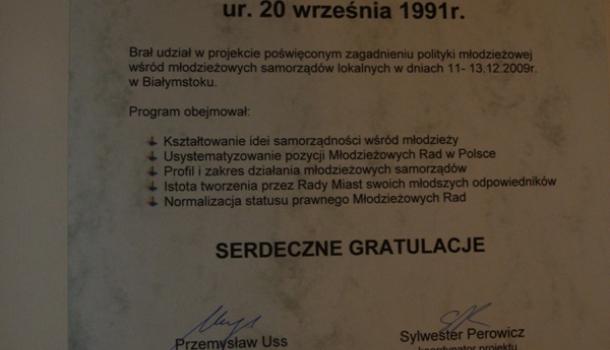 ur. 20 września 1991r.
Brał udział w projekcie poświęconym zagadnieniu polityki młodzieżowej
wśród młodzieżowych samorządów lokalnych w dniach 11- 13.12.2009r.
w Białymstoku.
Program obejmował:
Kształtowanie idei samorządności wśród młodzieży
Usystematyzowanie pozycji Młodzieżowych Rad w Polsce
Profil i zakres działania młodzieżowych samorządów
Istota tworzenia przez Rady Miast swoich młodszych odpowiedników
Normalizacja statusu prawnego Młodzieżowych Rad
SERDECZNE GRATULACJE
Przemysław Uss
Sylwester Perowicz
koordynator projektu